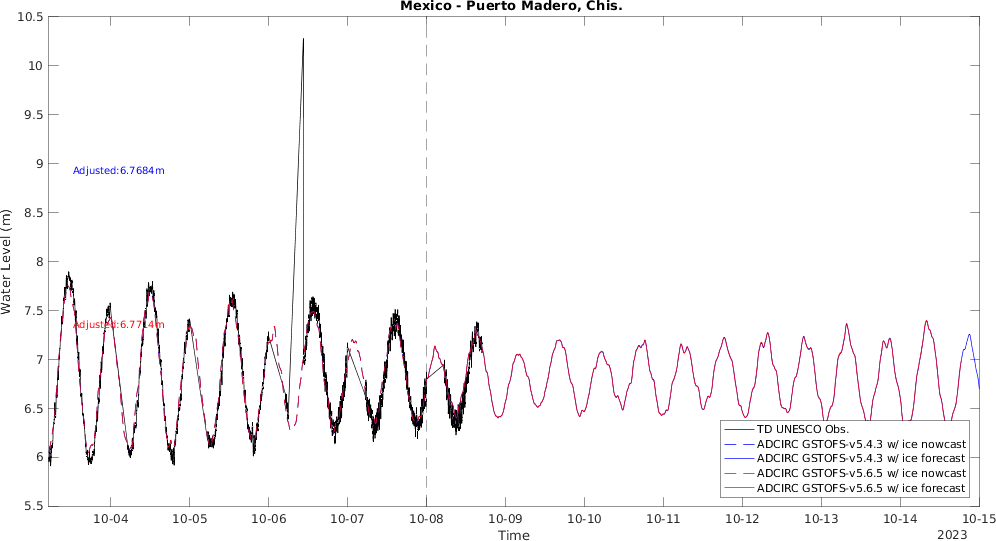 Mexico - Puerto Madero, Chis.
10.5
10
9.5
9
8.5
8
7.5
7
6.5
6
5.5
Water Level (m)
Adjusted:6.7684m
Adjusted:6.7714m
TD UNESCO Obs.
ADCIRC GSTOFS-v5.4.3 w/ ice nowcast
ADCIRC GSTOFS-v5.4.3 w/ ice forecast
ADCIRC GSTOFS-v5.6.5 w/ ice nowcast
ADCIRC GSTOFS-v5.6.5 w/ ice forecast
10-04 10-05 10-06 10-07 10-08 10-09 10-10 10-11 10-12 10-13 10-14 10-15
Time
2023